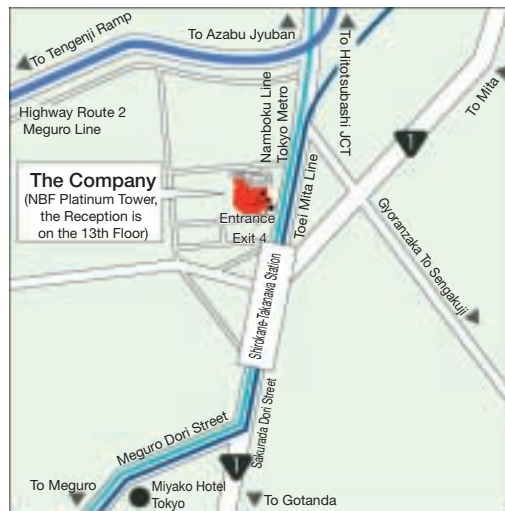 To Tengenji Ramp
To Azabu Jyuban
To Hitotsubashi JCT
To Mita
Highway Route 2
Meguro Line
Namboku Line
Tokyo Metro
1
The Company
(NBF Platinum Tower,
the Reception is
on the 13th Floor)
Entrance
Exit 4
Toei Mita Line
Gyoranzaka To Sengakuji
Shirokane-Takanawa Station
Meguro Dori Street
Sakurada Dori Street
1
To Meguro
Miyako Hotel
Tokyo
To Gotanda